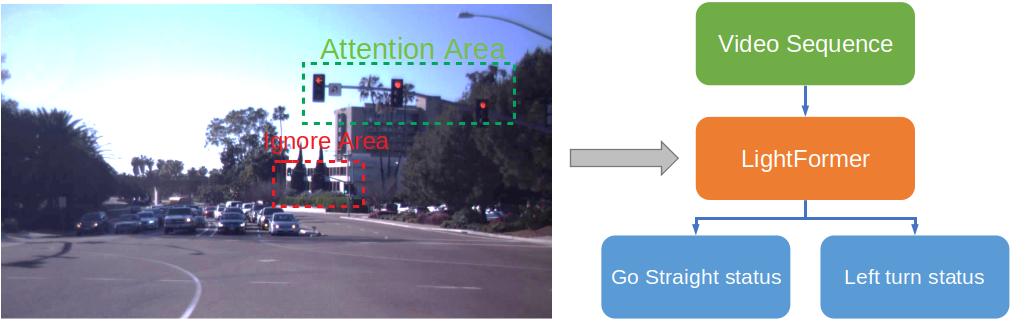 Attention Area
Ignore Area
Video Sequence
LightFormer
Go Straight status
Left turn status